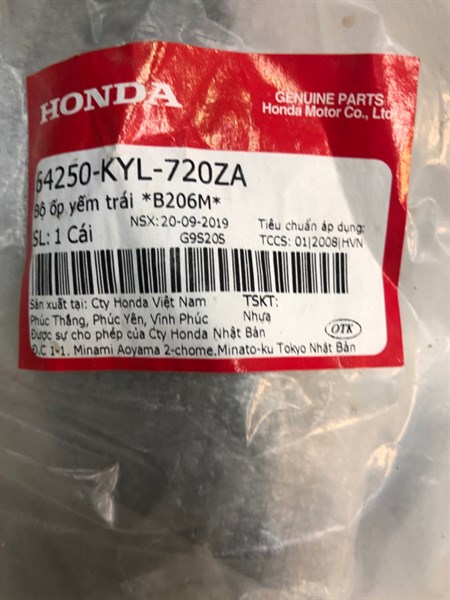 HONDA
GENUINE PARTS
Honda Motor Co., Ltd
64250-KYL-720ZA
Bộ ốp yếm trái *B206M*
NSX: 20-09-2019
Tiêu chuẩn áp dụng:
SL: 1 Cái
G9S20S
TCCS: 01|2008|HVN
Sản xuất tại: Cty Honda Việt Nam
TSKT:
Phúc Thắng, Phúc Yên, Vĩnh Phúc
Nhựa
Được sự cho phép của Cty Honda Nhật Bản
Đ.C 1-1. Minami Aoyama 2-chome.Minato-ku Tokyo Nhật Bản
OTK